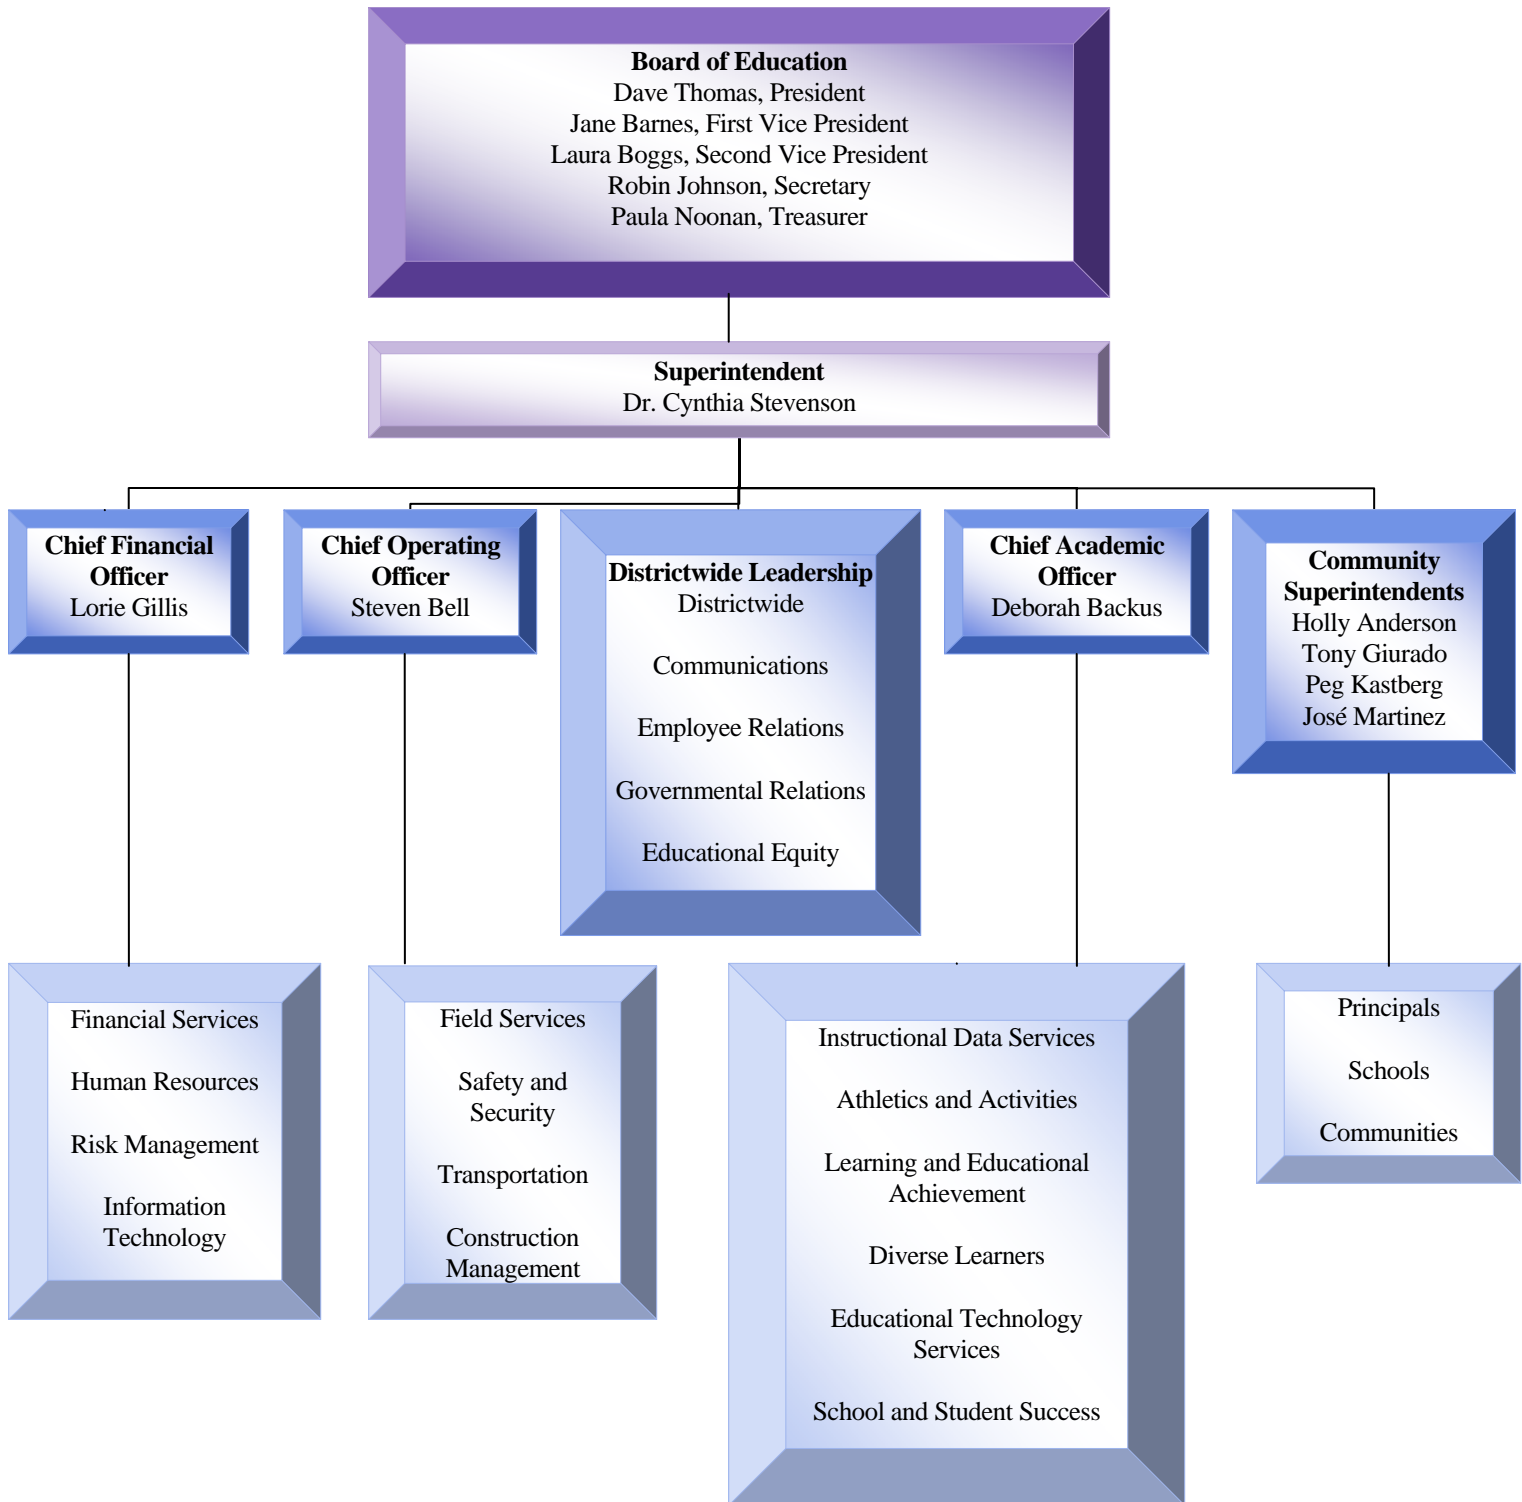 Board of Education
Dave Thomas, President
Jane Barnes, First Vice President
Laura Boggs, Second Vice President
Robin Johnson, Secretary
Paula Noonan, Treasurer
Superintendent
Dr. Cynthia Stevenson
Chief Financial
Officer
Lorie Gillis
Chief Operating
Officer
Steven Bell
Districtwide Leadership
Districtwide
Communications
Employee Relations
Governmental Relations
Educational Equity
Chief Academic
Officer
Deborah Backus
Community
Superintendents
Holly Anderson
Tony Giurado
Peg Kastberg
José Martinez
Financial Services
Human Resources
Risk Management
Information
Technology
Field Services
Safety and
Security
Transportation
Construction
Management
Instructional Data Services
Athletics and Activities
Learning and Educational
Achievement
Diverse Learners
Educational Technology
Services
School and Student Success
Principals
Schools
Communities